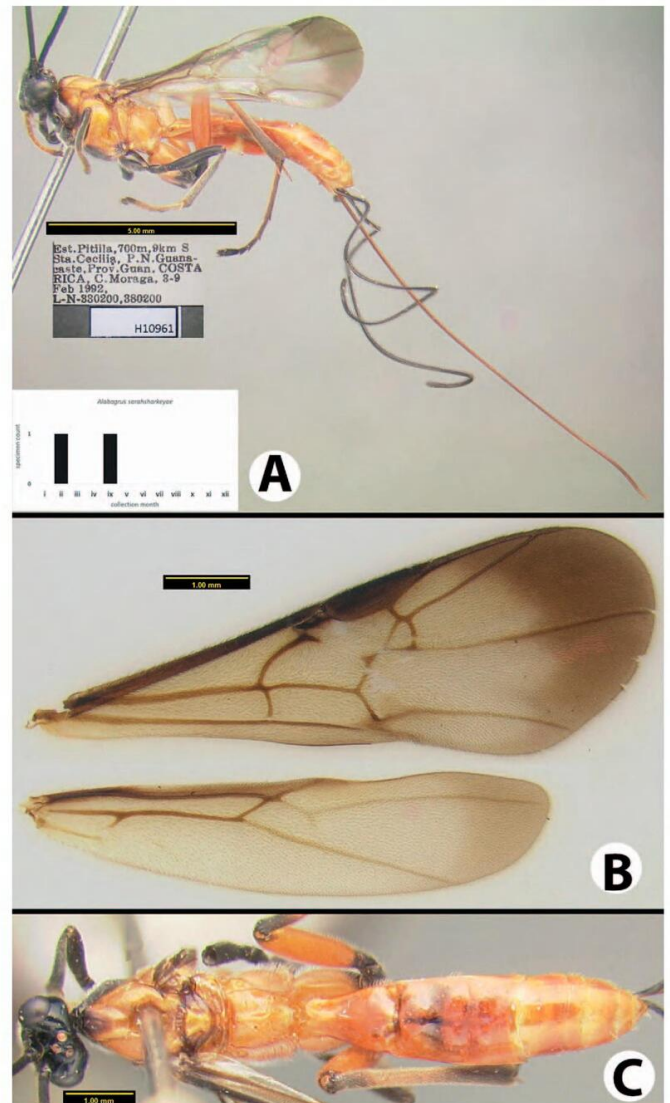 5.00 mm
Est.Pitilla,700m,9km S
Sta.Cecilia, P.N.Guana-
caste,Prov.Guan, COSTA
RICA, C.Moraga, 3-9
Feb 1992,
L-N-330200,380200
H10961
Alabagrus sarahsharkeyae
specimen count
1
0
i ii iii iv ix v vi vii viii x xi xii
collection month
A
1.00 mm
B
C
1.00 mm